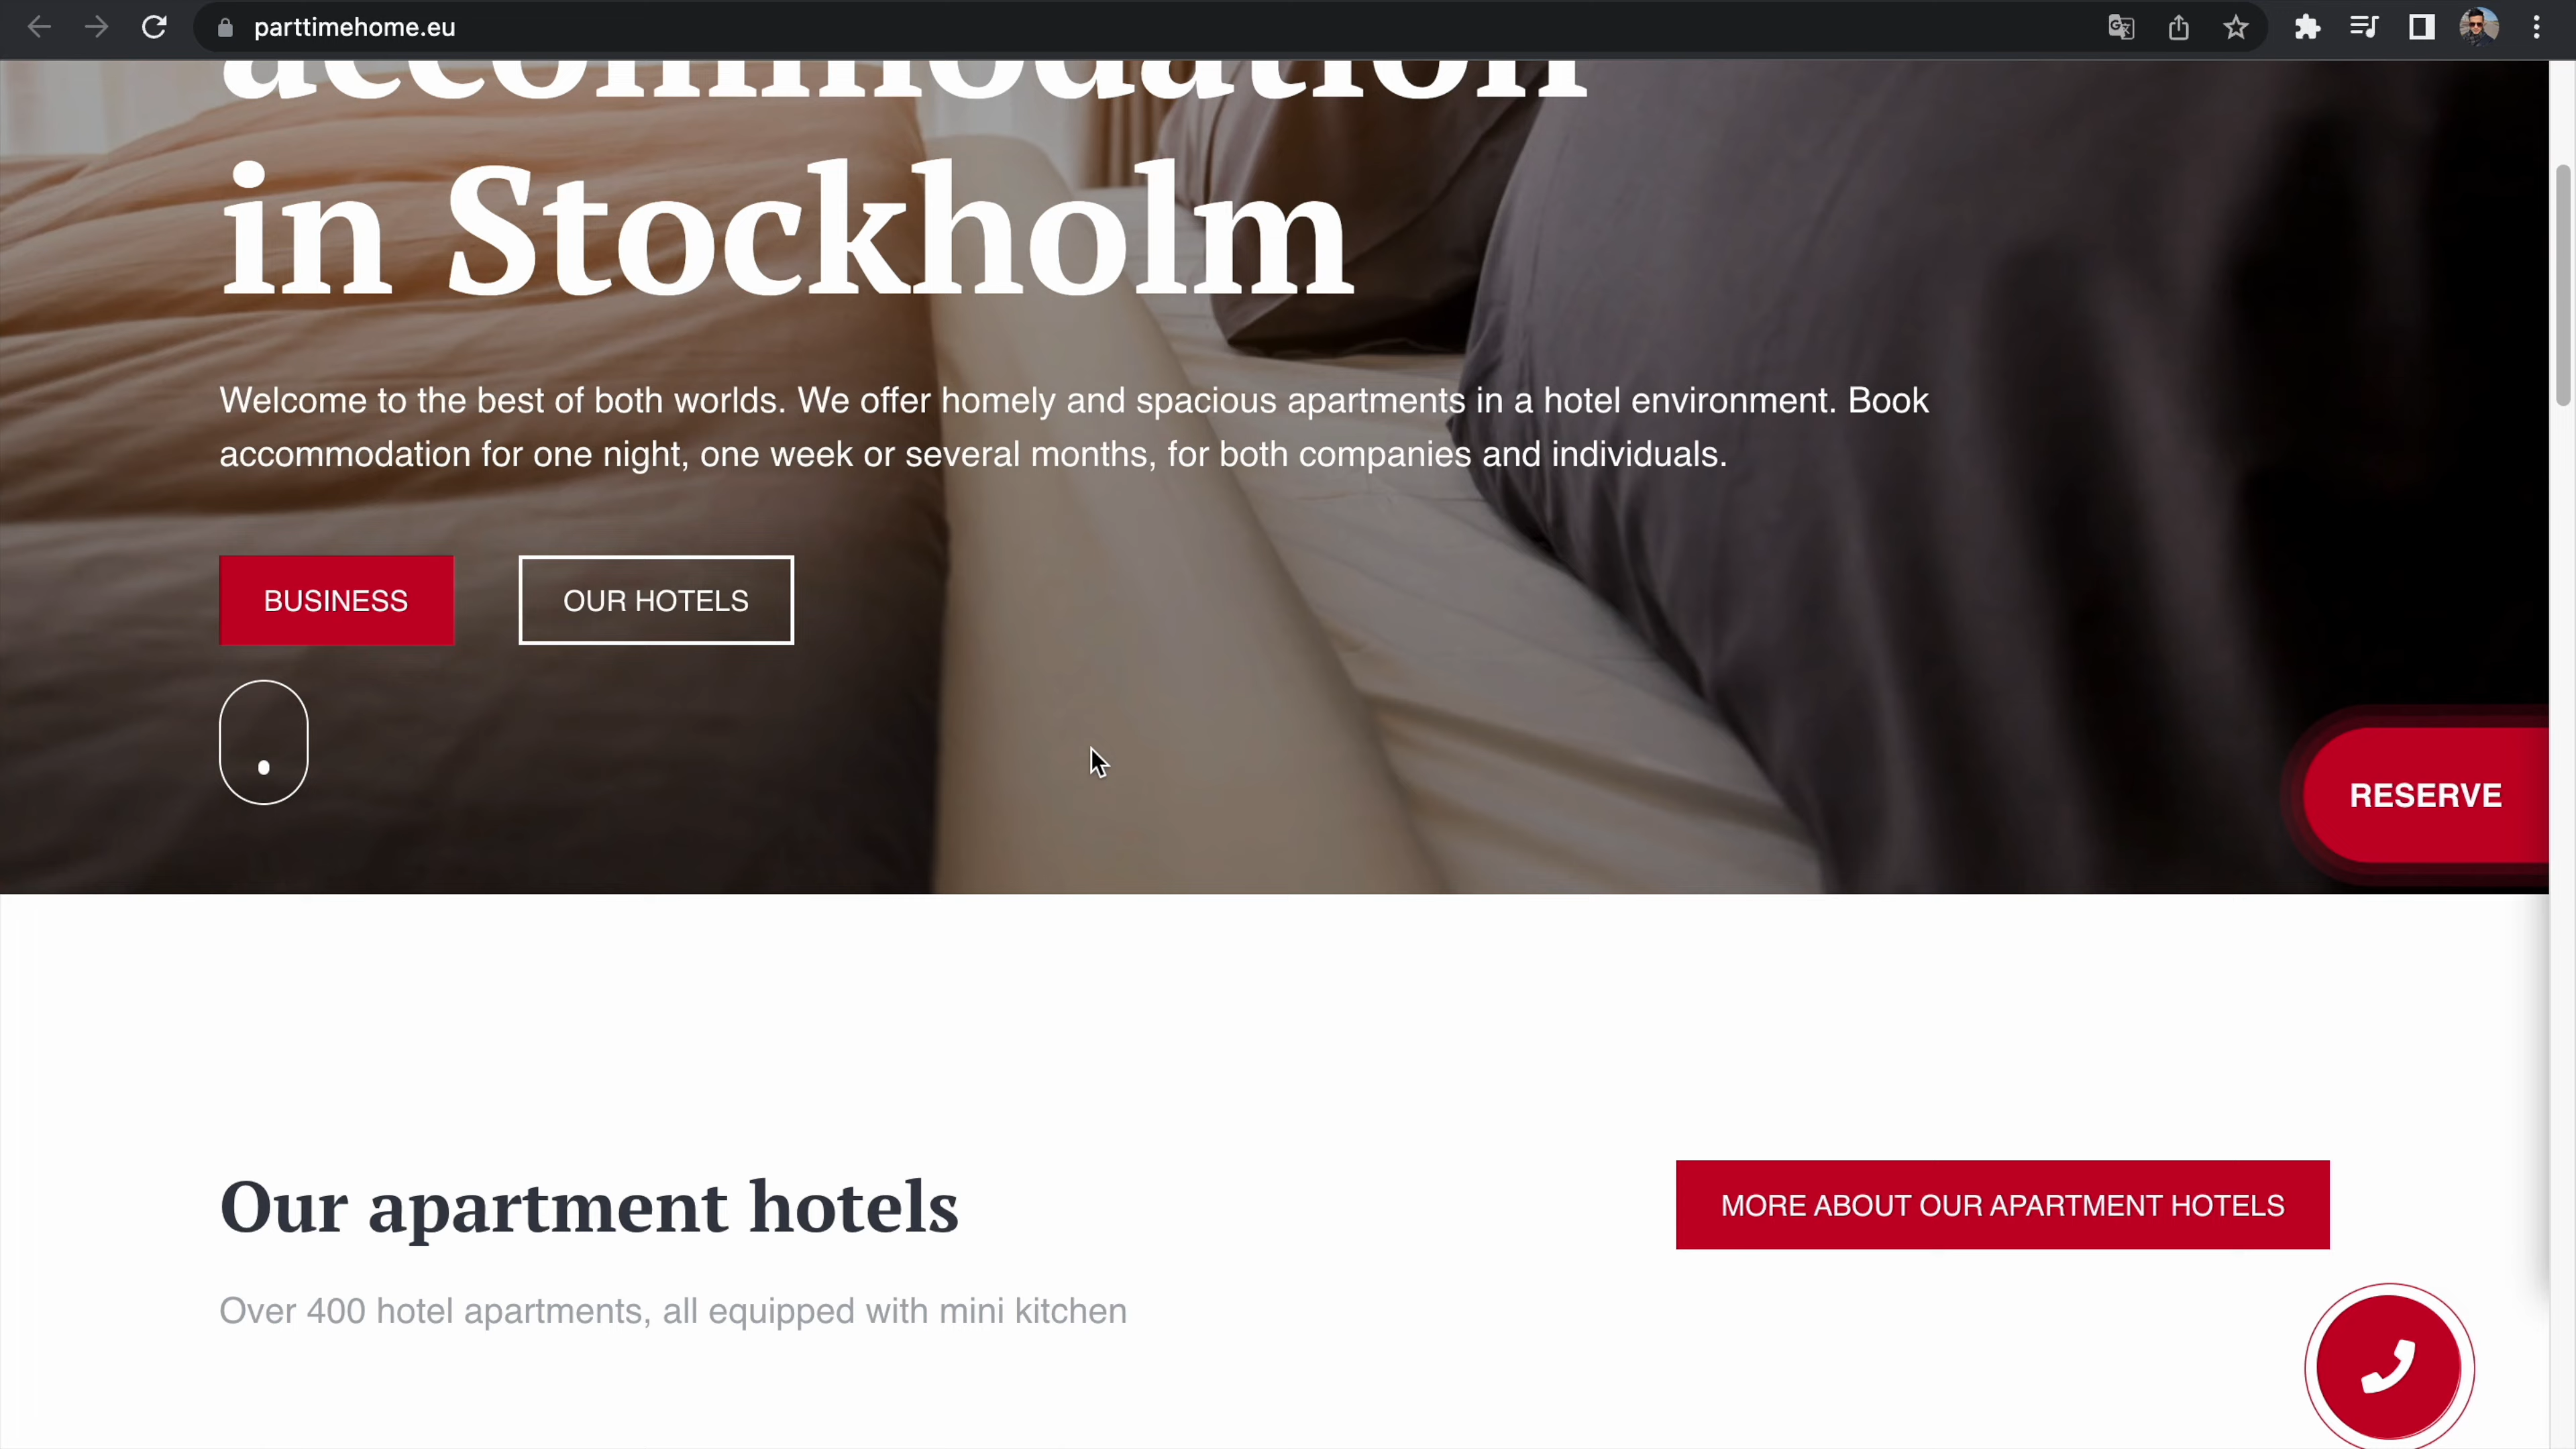 parttimehome.eu
accommodation
in Stockholm
Welcome to the best of both worlds. We offer homely and spacious apartments in a hotel environment. Book
accommodation for one night, one week or several months, for both companies and individuals.
BUSINESS
OUR HOTELS
RESERVE
Our apartment hotels
MORE ABOUT OUR APARTMENT HOTELS
Over 400 hotel apartments, all equipped with mini kitchen